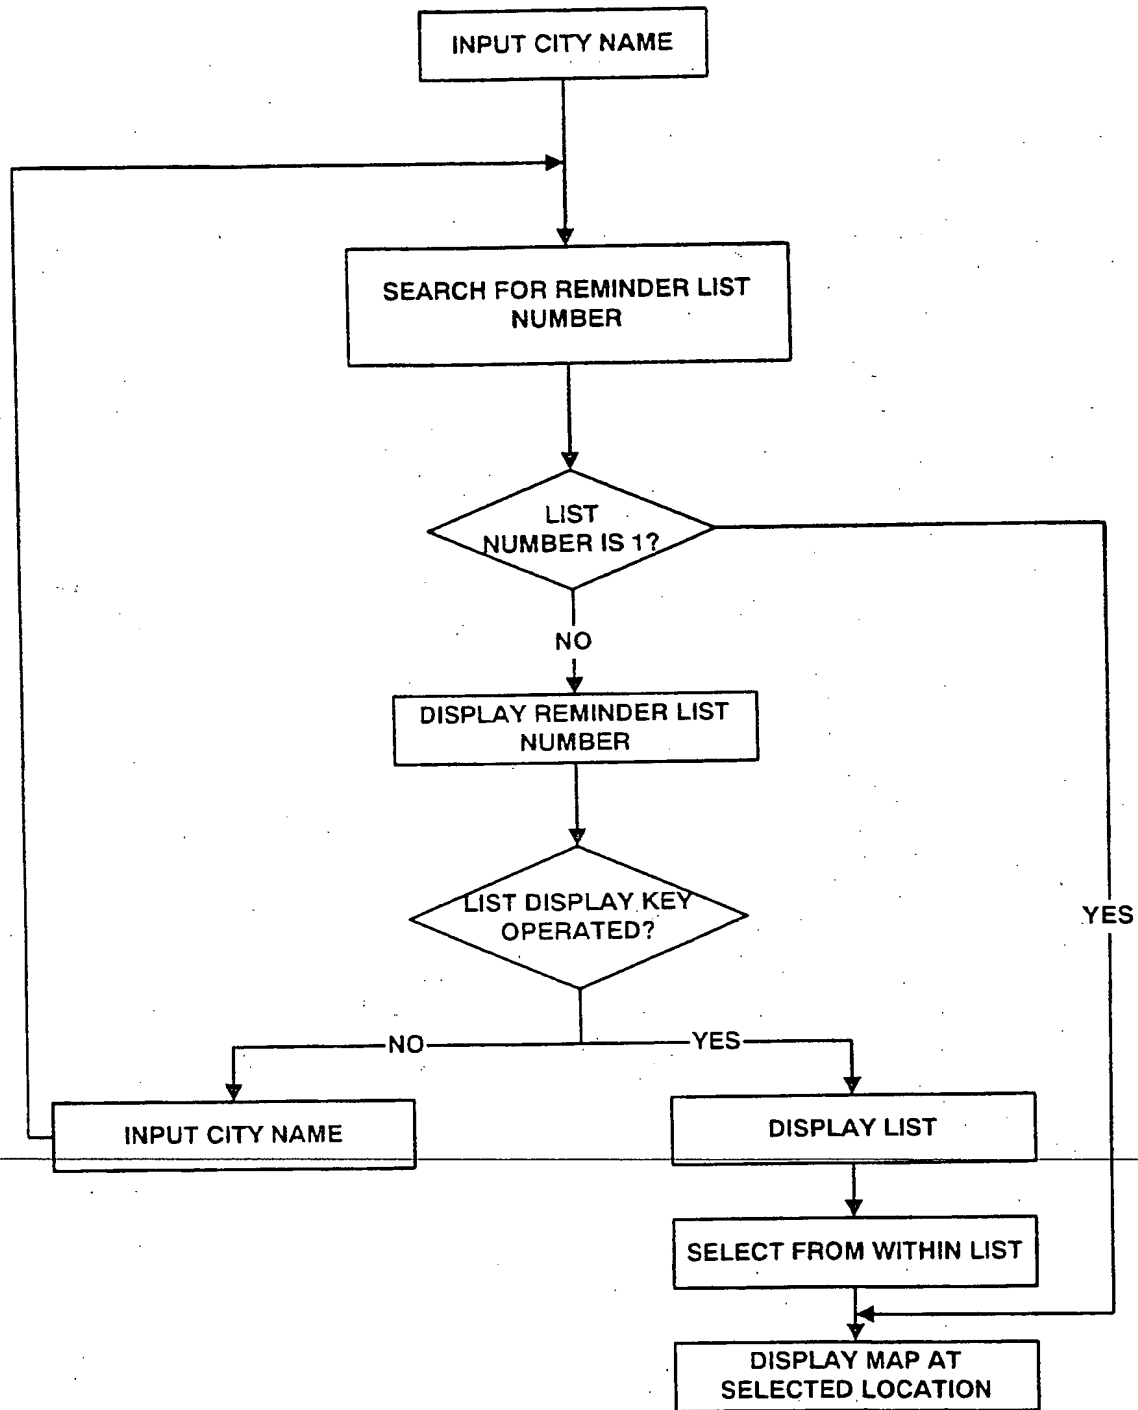 INPUT CITY NAME
SEARCH FOR REMINDER LIST
NUMBER
LIST
NUMBER IS 1?
NO
DISPLAY REMINDER LIST
NUMBER
LIST DISPLAY KEY
OPERATED?
YES
NO
YES
INPUT CITY NAME
DISPLAY LIST
SELECT FROM WITHIN LIST
DISPLAY MAP AT
SELECTED LOCATION